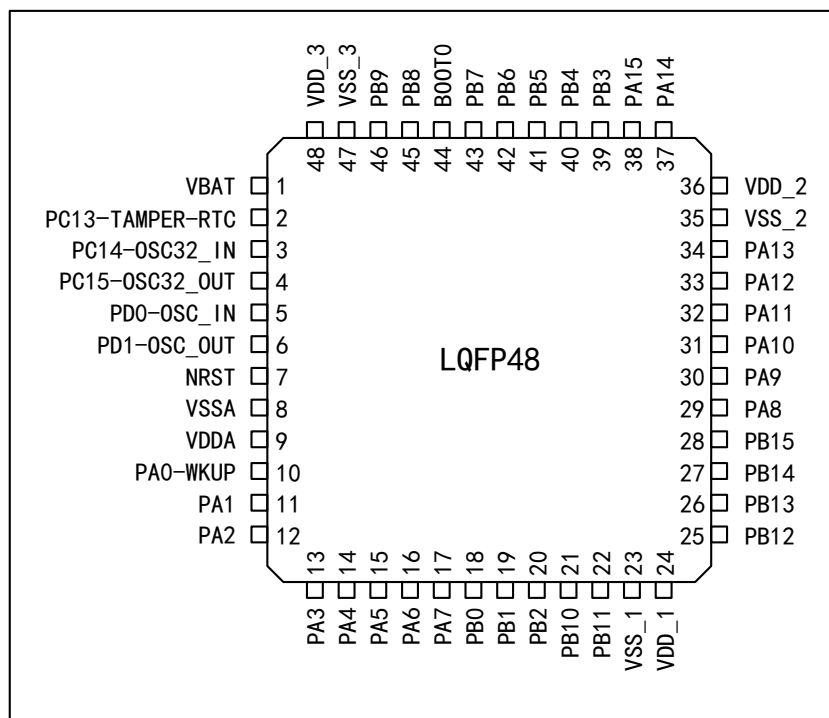 VDD_3
VSS_3
PB9
PB8
BOOT0
PB7
PB6
PB5
PB4
PB3
PA15
PA14
48
47
46
45
44
43
42
41
40
39
38
37
VBAT 1
PC13-TAMPER-RTC 2
PC14-OSC32_IN 3
PC15-OSC32_OUT 4
PD0-OSC_IN 5
PD1-OSC_OUT 6
NRST 7
VSSA 8
VDDA 9
PA0-WKUP 10
PA1 11
PA2 12
LQFP48
36 VDD_2
35 VSS_2
34 PA13
33 PA12
32 PA11
31 PA10
30 PA9
29 PA8
28 PB15
27 PB14
26 PB13
25 PB12
13
14
15
16
17
18
19
20
21
22
23
24
PA3
PA4
PA5
PA6
PA7
PB0
PB1
PB2
PB10
PB11
VSS_1
VDD_1